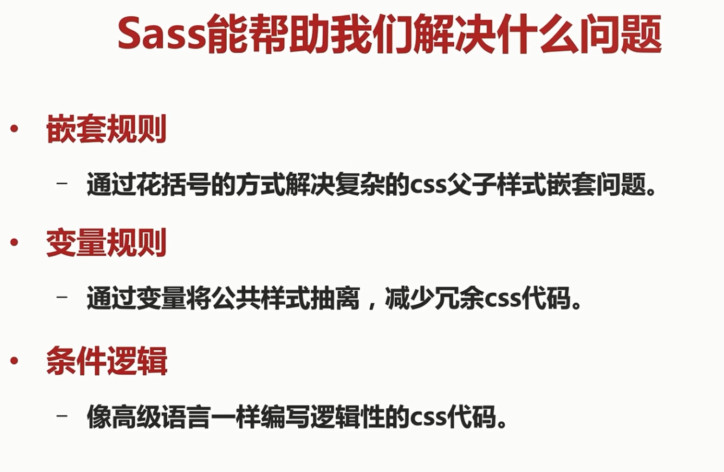 Sass能帮助我们解决什么问题
• 嵌套规则
– 通过花括号的方式解决复杂的css父子样式嵌套问题。
• 变量规则
– 通过变量将公共样式抽离，减少冗余css代码。
• 条件逻辑
– 像高级语言一样编写逻辑性的css代码。